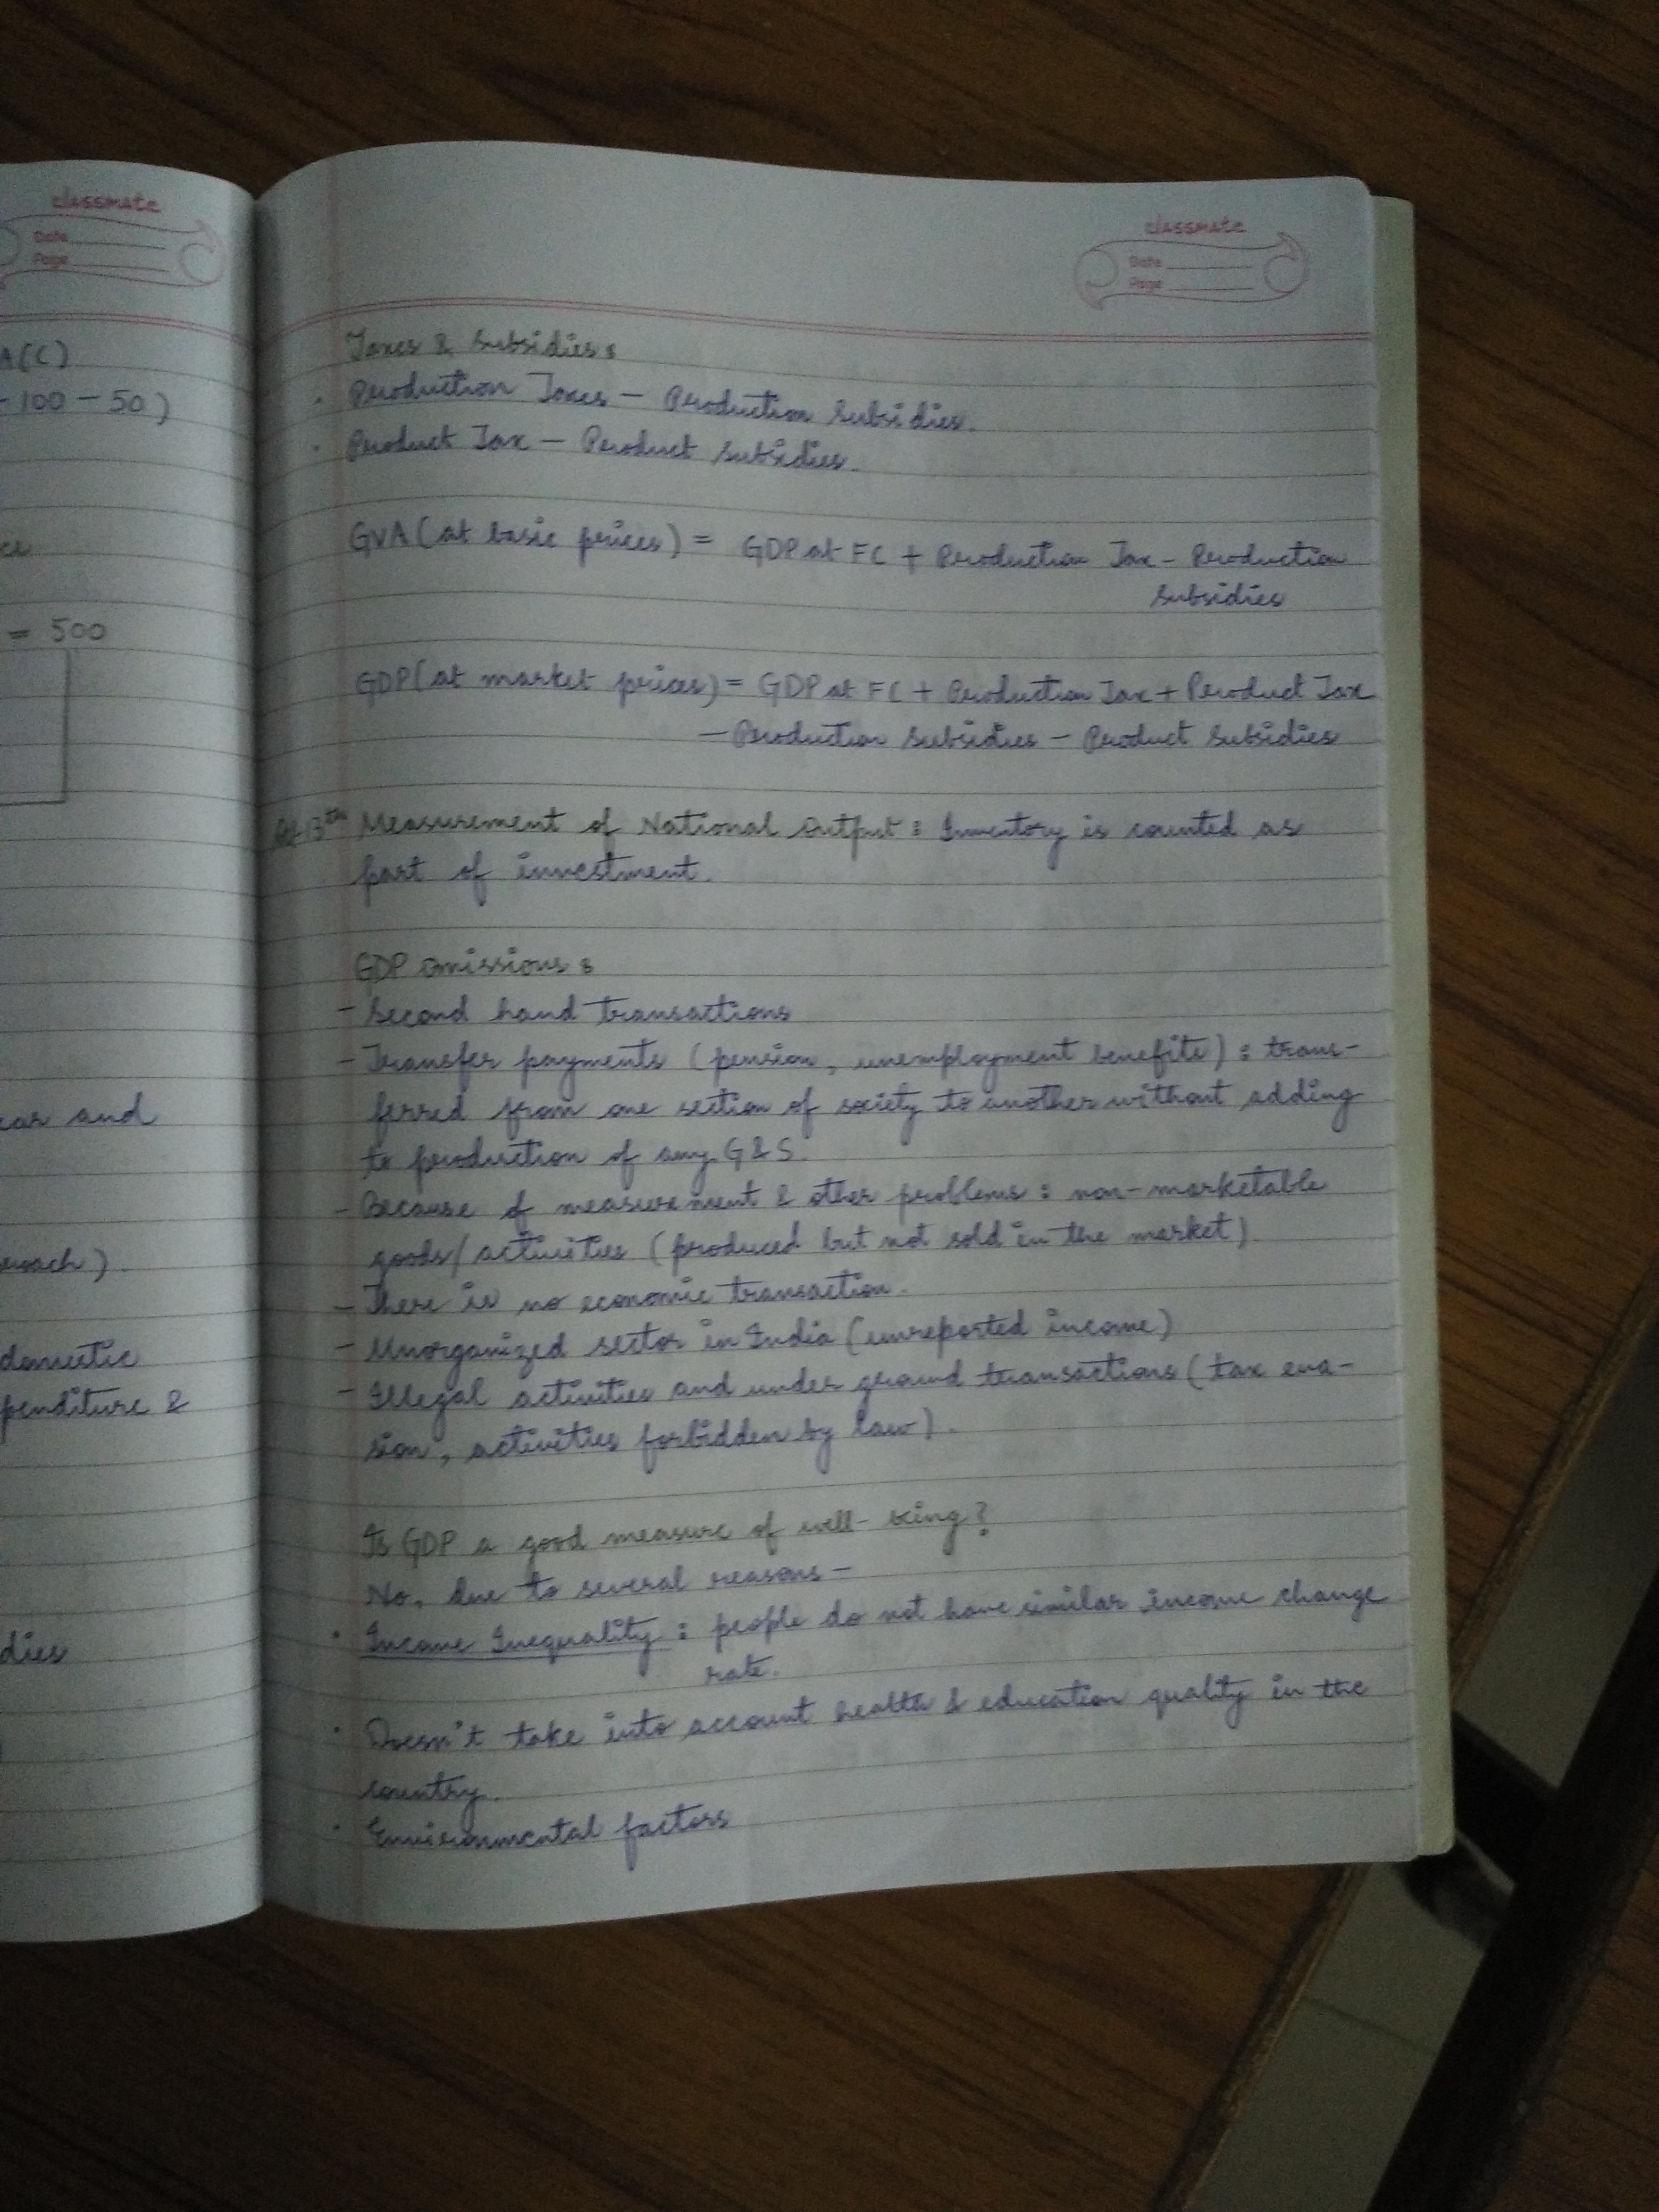 classmate
Date
Page
A(C)
- 100 - 50)
ce
= 500
ear and
roach).
domestic
penditure &
dies
classmate
Date
Page
Taxes & Subsidies :
· Production Taxes – Production Subsidies.
· Product Tax – Product Subsidies.
GVA (at basic prices) = GDP at FC + Production Tax – Production
Subsidies
GDP (at market prices) = GDP at FC + Production Tax + Product Tax
– Production Subsidies – Product Subsidies
13th Measurement of National Output : Inventory is counted as
part of investment.
GDP Omissions :
- Second hand transactions
- Transfer payments (pension, unemployment benefits) : trans-
ferred from one section of society to another without adding
to production of any G & S.
- Because of measurement & other problems : non-marketable
goods/activities (produced but not sold in the market).
- There is no economic transaction.
- Unorganized sector in India (unreported income)
- Illegal activities and under ground transactions (tax eva-
sion, activities forbidden by law).
Is GDP a good measure of well-being?
No, due to several reasons –
· Income Inequality : people do not have similar income change
rate.
· Doesn't take into account health & education quality in the
country.
· Environmental factors